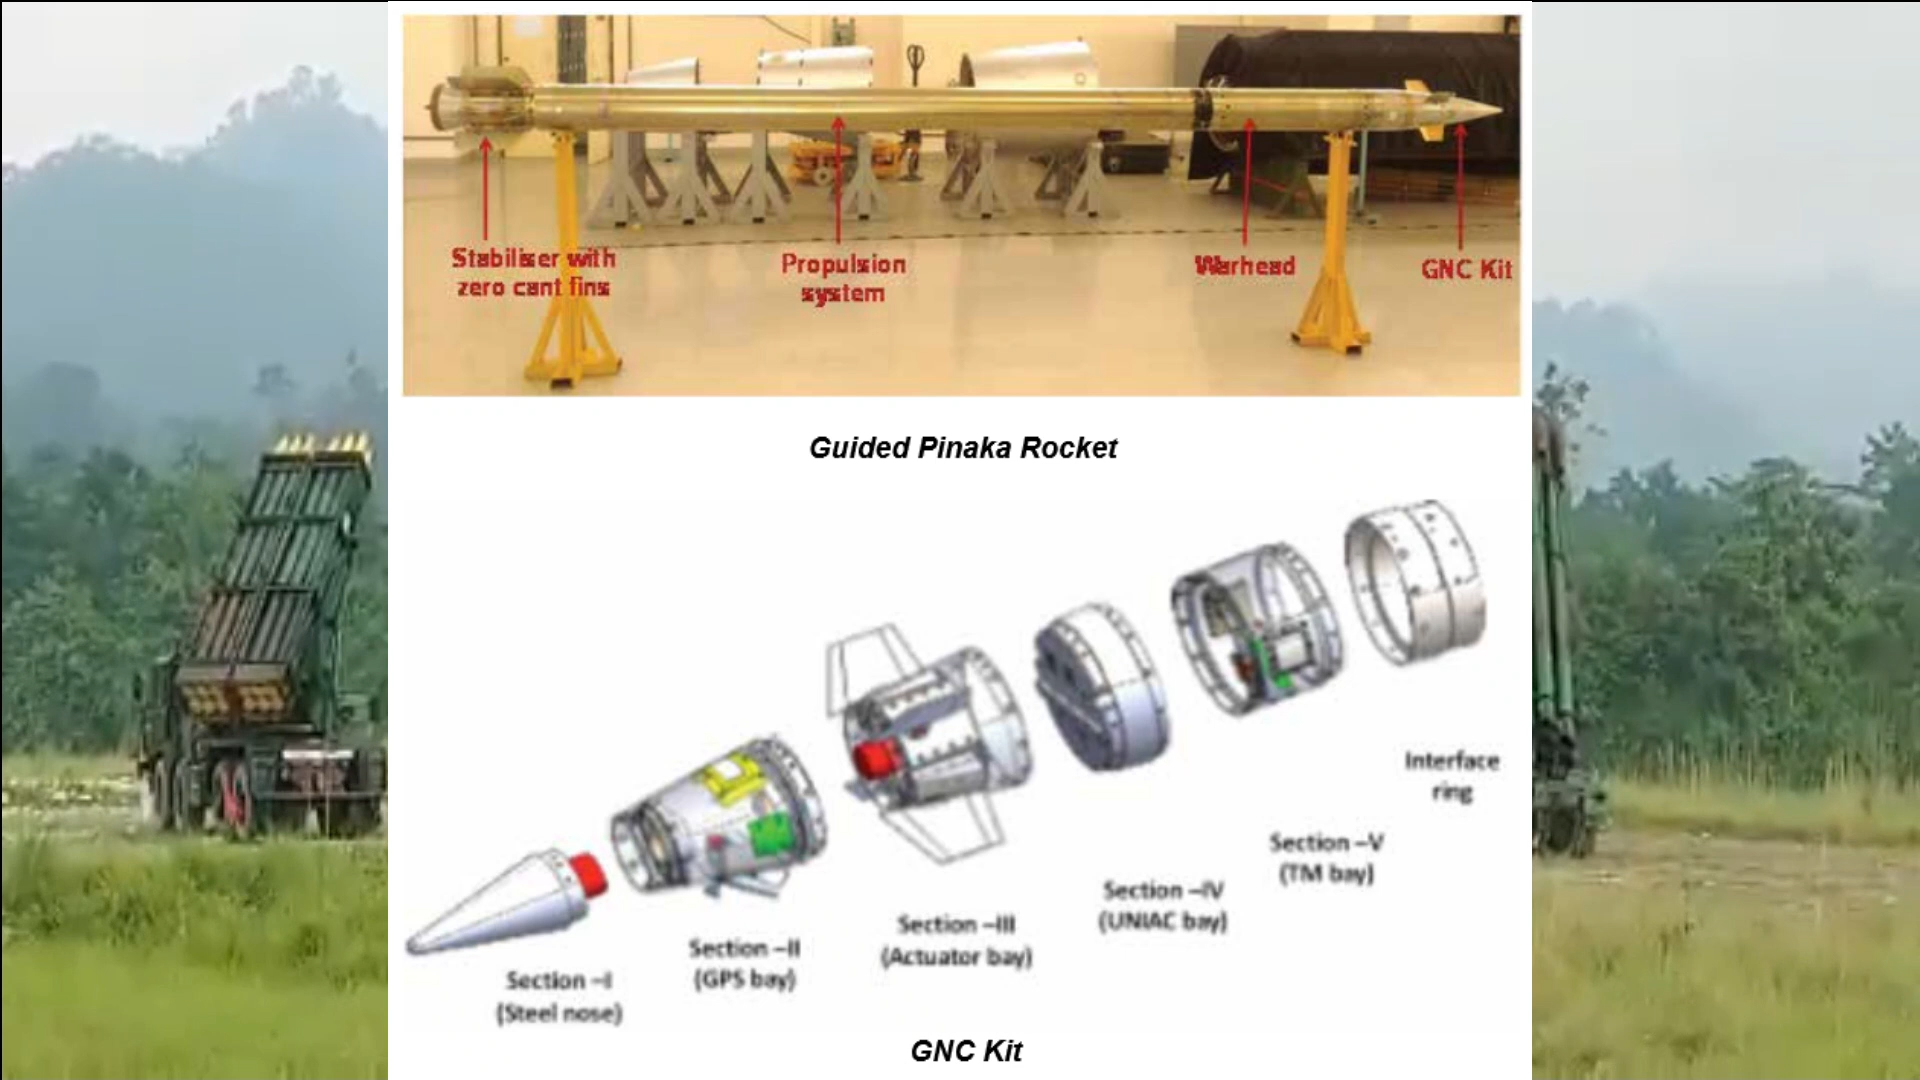 Stabiliser with
zero cant fins
Propulsion
system
Warhead
GNC Kit
Guided Pinaka Rocket
Interface
ring
Section –V
(TM bay)
Section –IV
(UNIAC bay)
Section –III
(Actuator bay)
Section –II
(GPS bay)
Section –I
(Steel nose)
GNC Kit